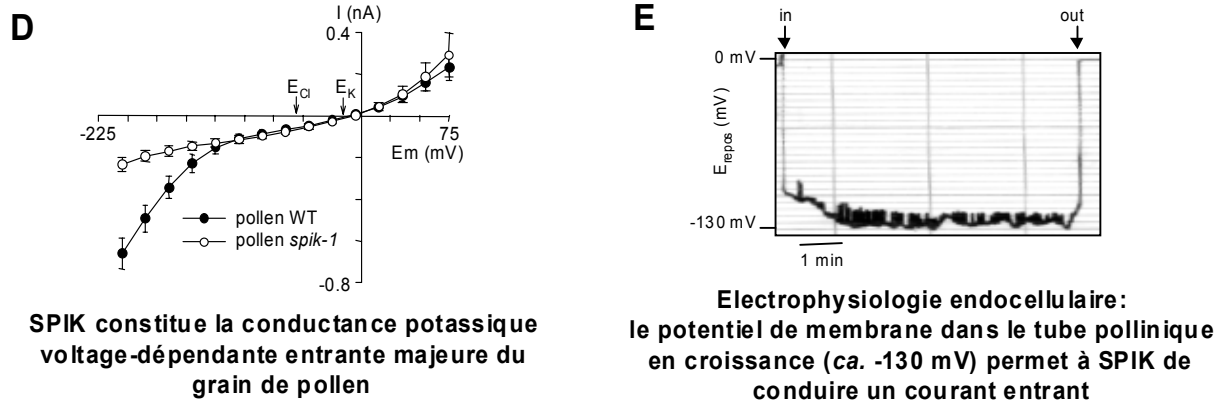 D
I (nA)
0.4
E_Cl
E_K
-225
75
Em (mV)
pollen WT
pollen spik-1
-0.8
SPIK constitue la conductance potassique
voltage-dépendante entrante majeure du
grain de pollen
E
in
out
0 mV
E_repos (mV)
-130 mV
1 min
Electrophysiologie endocellulaire:
le potentiel de membrane dans le tube pollinique
en croissance (ca. -130 mV) permet à SPIK de
conduire un courant entrant